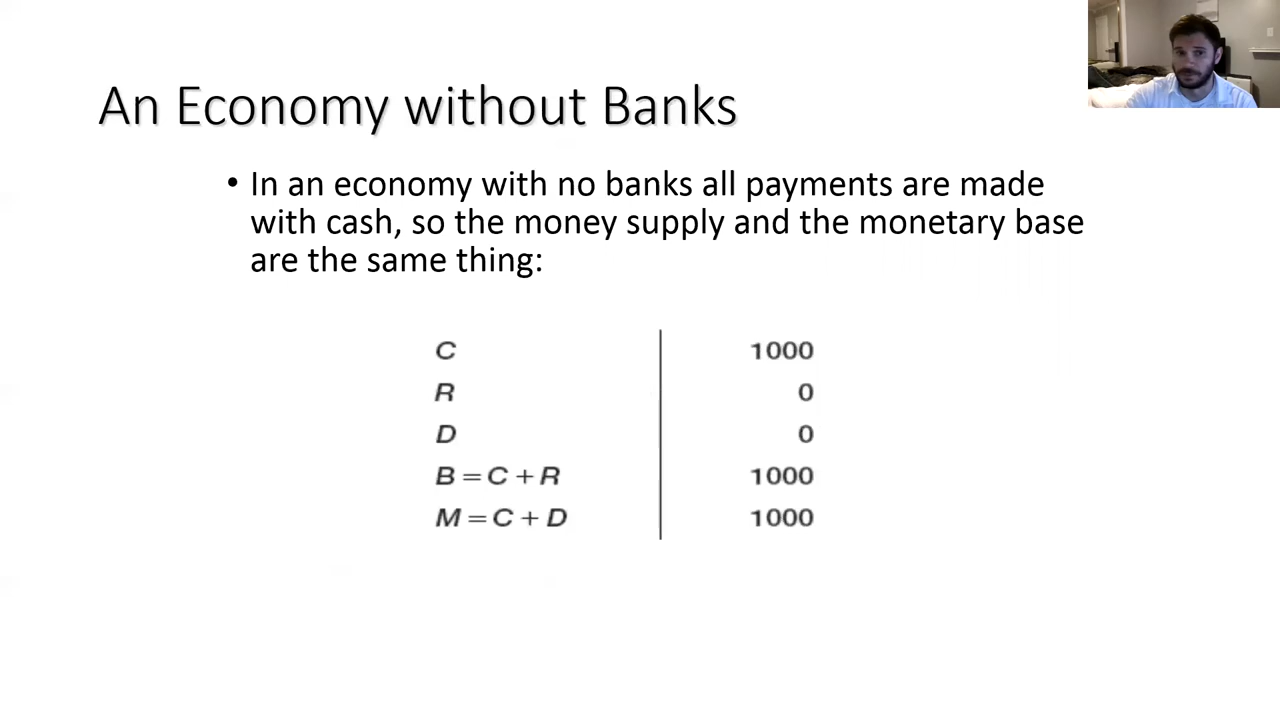 An Economy without Banks
• In an economy with no banks all payments are made
with cash, so the money supply and the monetary base
are the same thing:
C 1000
R 0
D 0
B = C + R 1000
M = C + D 1000